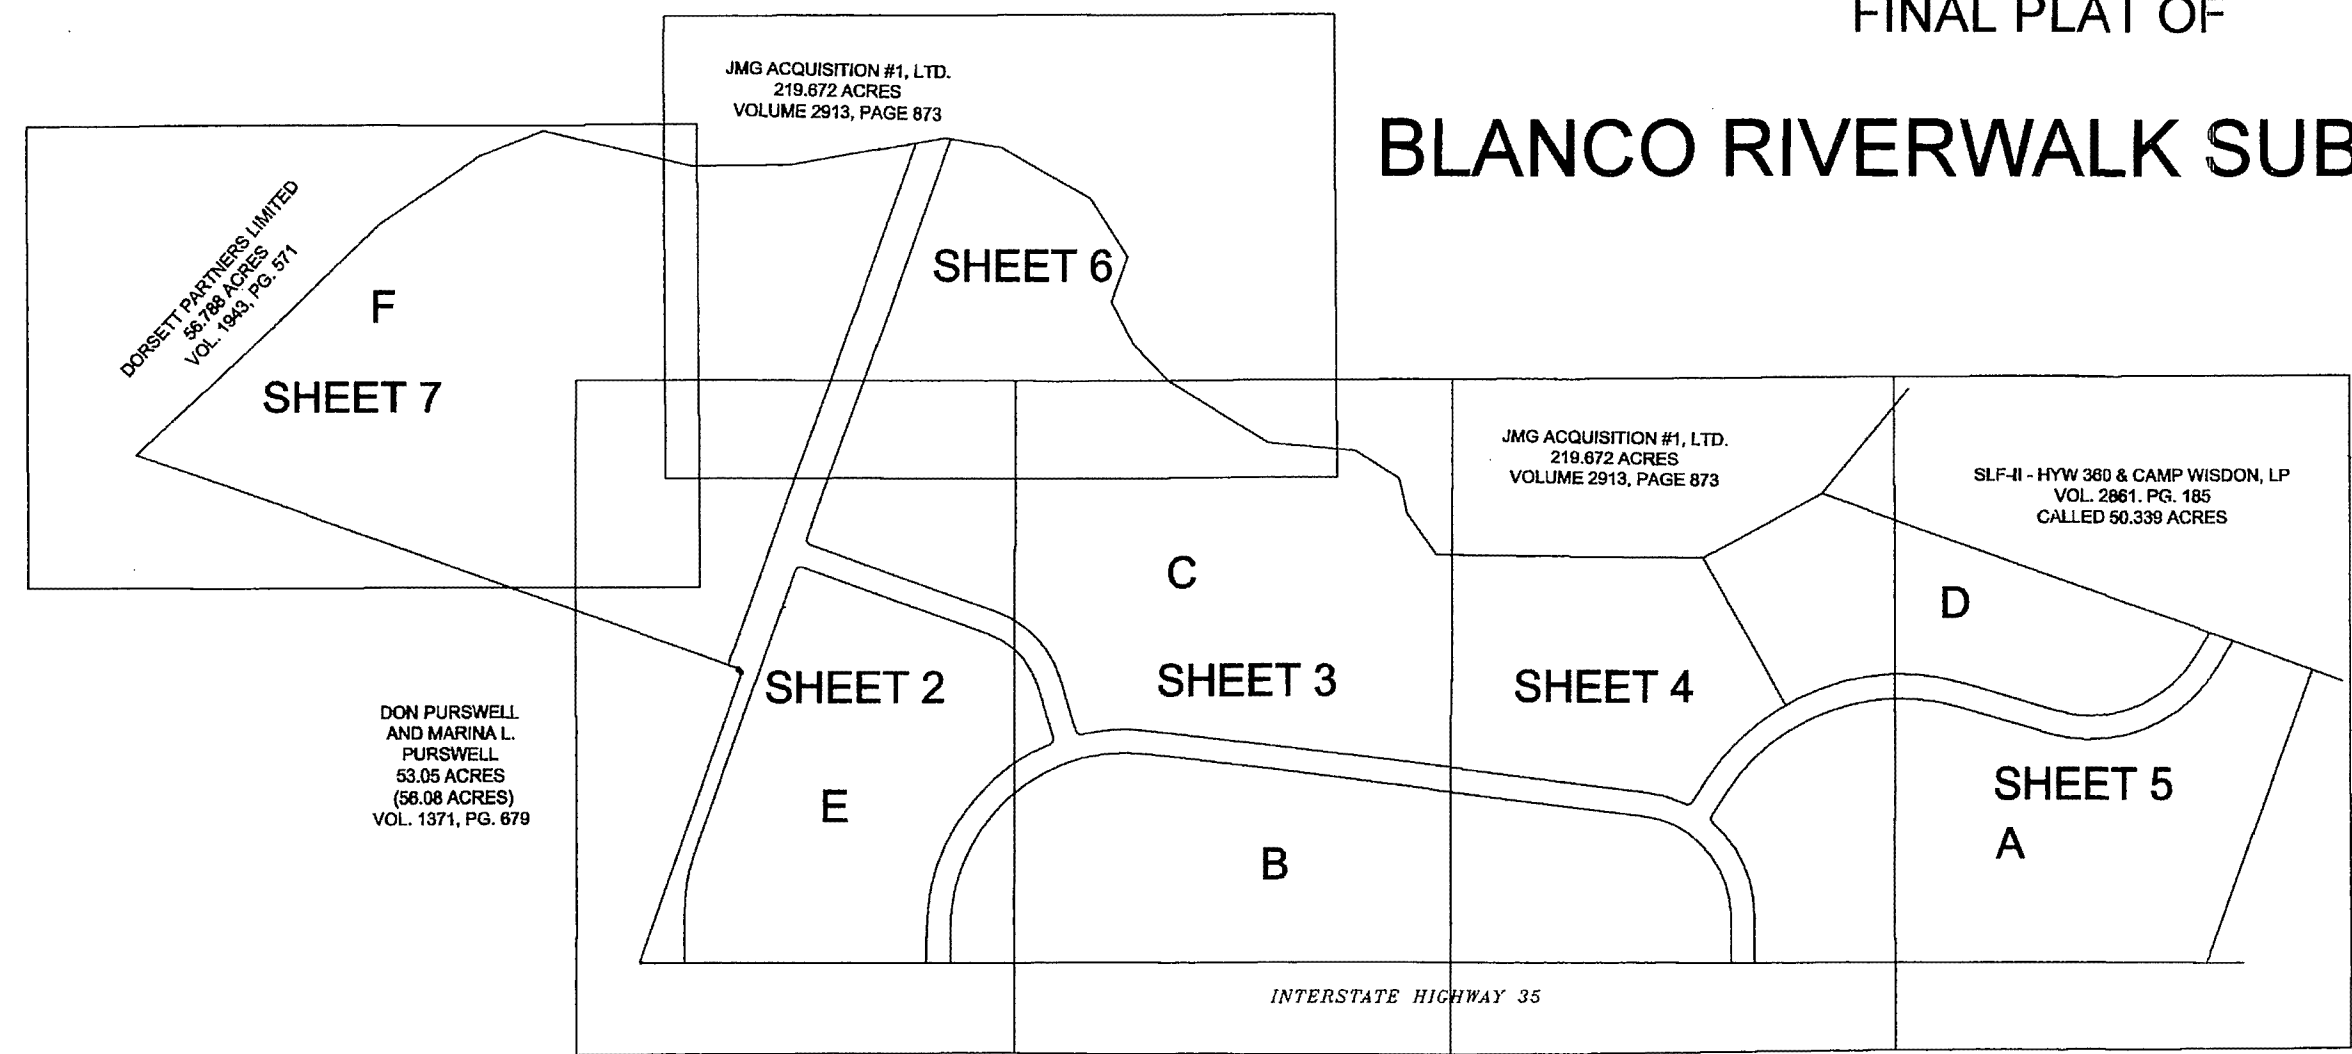 FINAL PLAT OF
BLANCO RIVERWALK SUB
JMG ACQUISITION #1, LTD.
219.672 ACRES
VOLUME 2913, PAGE 873
DORSETT PARTNERS LIMITED
56.788 ACRES
VOL. 1943, PG. 571
F
SHEET 7
SHEET 6
JMG ACQUISITION #1, LTD.
219.672 ACRES
VOLUME 2913, PAGE 873
SLF-II - HYW 360 & CAMP WISDON, LP
VOL. 2861. PG. 185
CALLED 50.339 ACRES
C
D
SHEET 2
SHEET 3
SHEET 4
DON PURSWELL
AND MARINA L.
PURSWELL
53.05 ACRES
(56.08 ACRES)
VOL. 1371, PG. 679
E
B
SHEET 5
A
INTERSTATE HIGHWAY 35